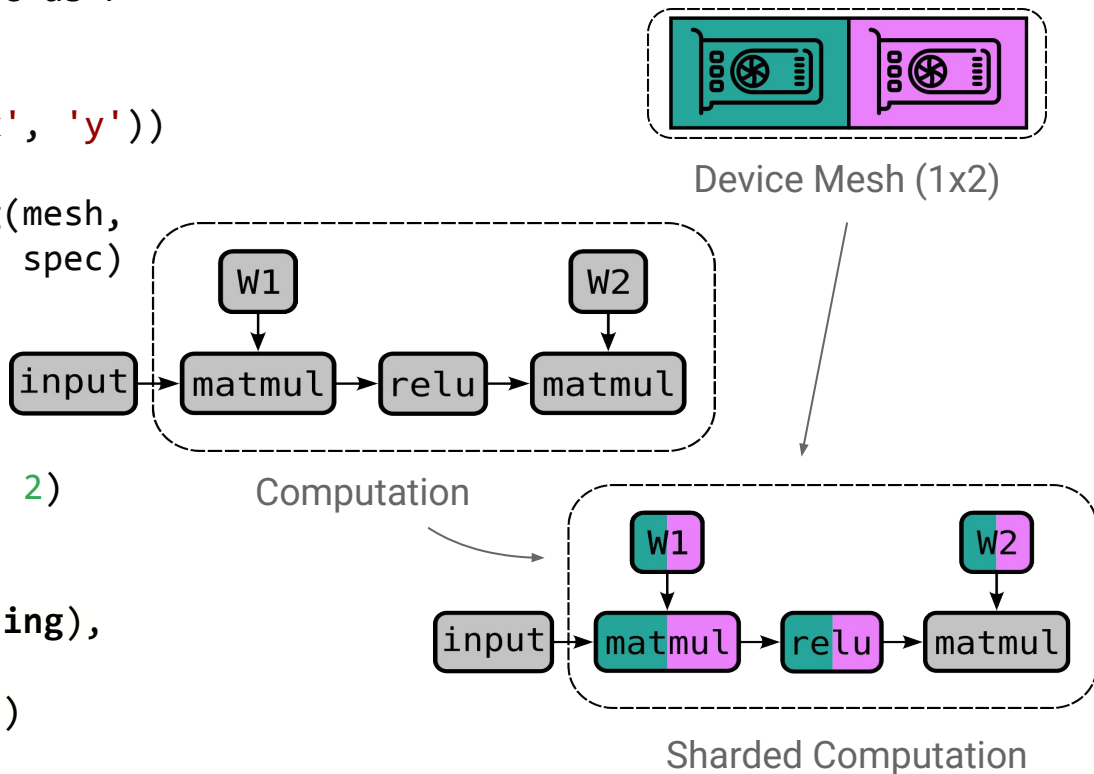 ', 'y'))
Device Mesh (1x2)
(mesh,
spec)
W1
W2
input
matmul
relu
matmul
2)
Computation
W1
W2
ing),
input
matmul
relu
matmul
)
Sharded Computation